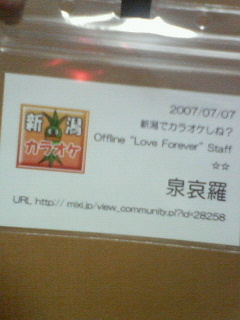 2007/07/07
新潟でカラオケしね？
Offline "Love Forever" Staff
☆☆
新潟
カラオケ
泉哀羅
URL http://mixi.jp/view_community.pl?id=28258